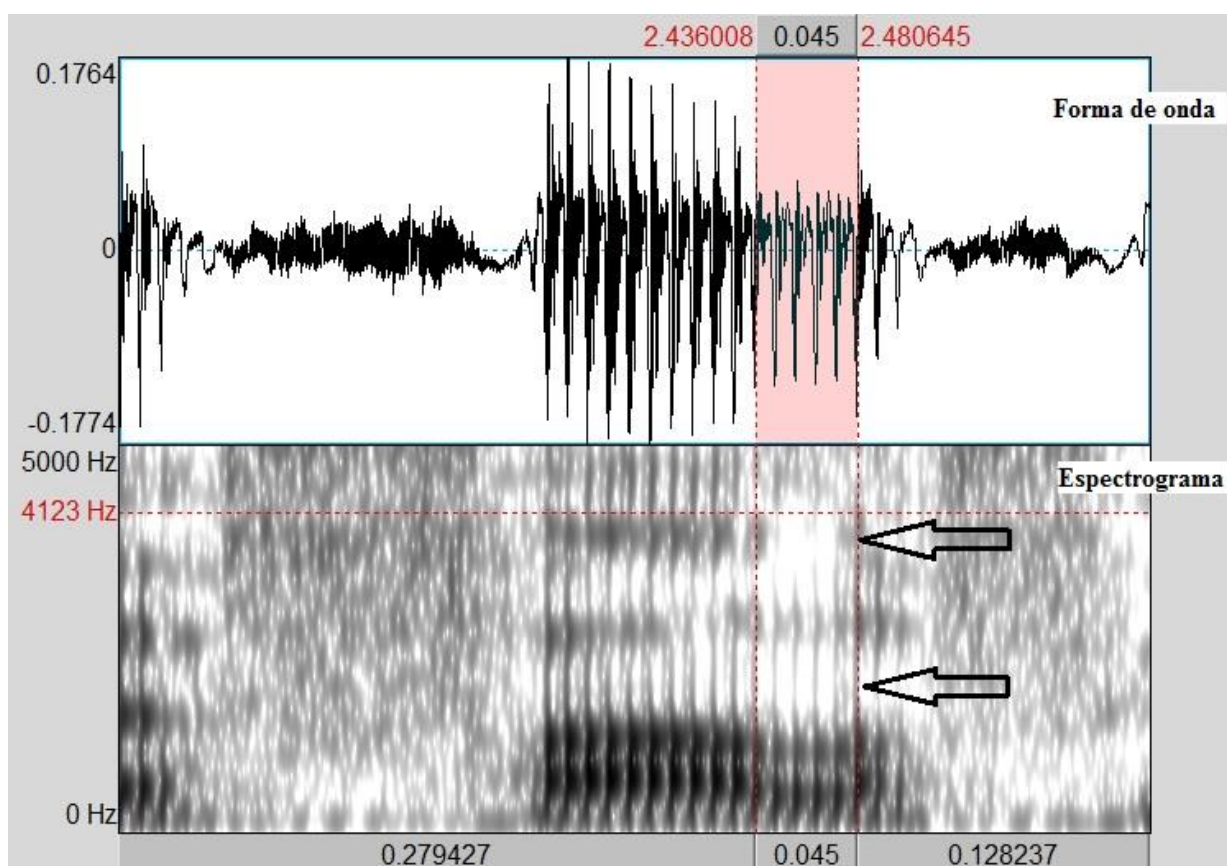 2.436008 0.045 2.480645
0.1764
Forma de onda
0
-0.1774
5000 Hz
Espectrograma
4123 Hz
0 Hz
0.279427 0.045 0.128237